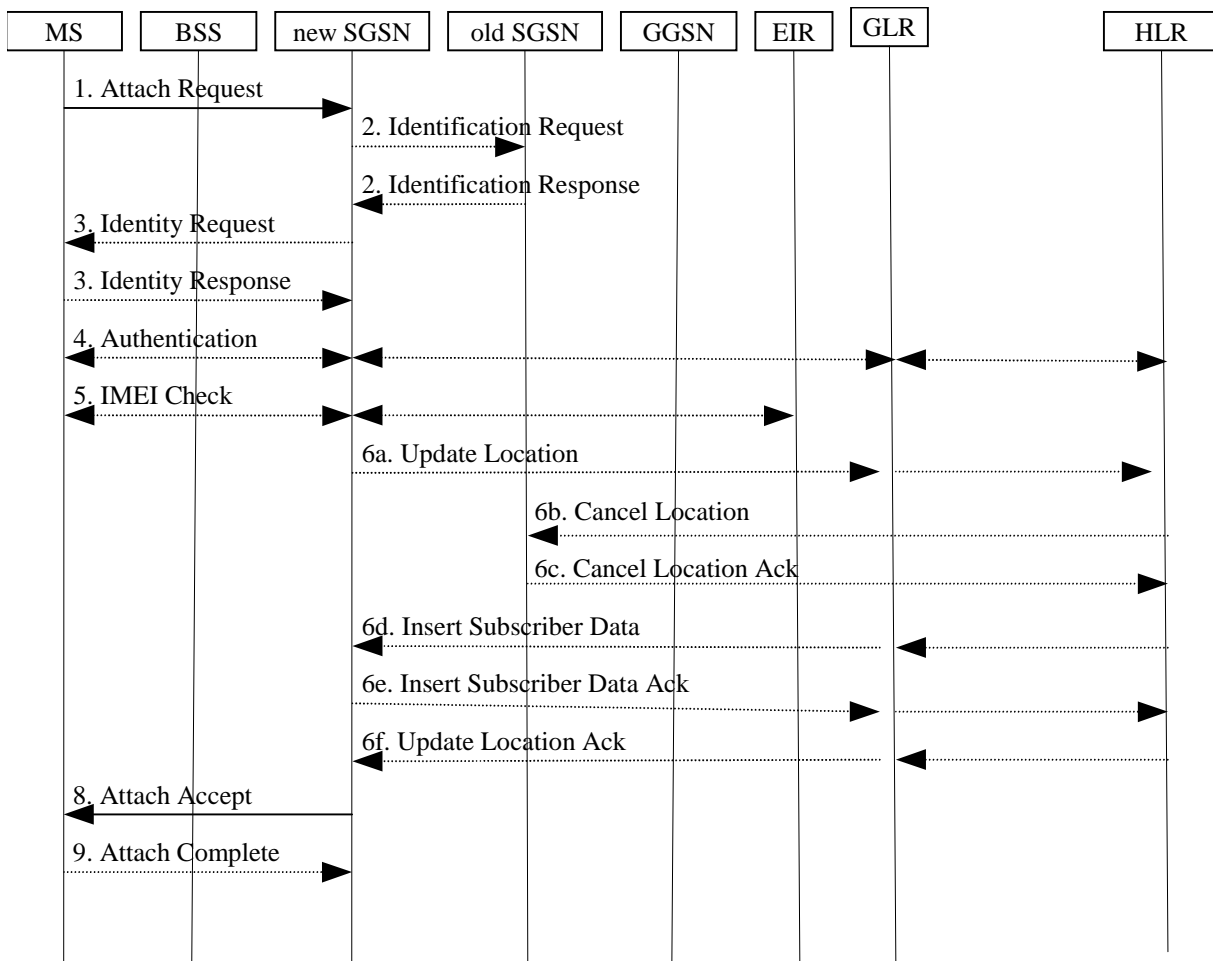 MS BSS new SGSN old SGSN GGSN EIR GLR HLR
1. Attach Request
2. Identification Request
2. Identification Response
3. Identity Request
3. Identity Response
4. Authentication
5. IMEI Check
6a. Update Location
6b. Cancel Location
6c. Cancel Location Ack
6d. Insert Subscriber Data
6e. Insert Subscriber Data Ack
6f. Update Location Ack
8. Attach Accept
9. Attach Complete